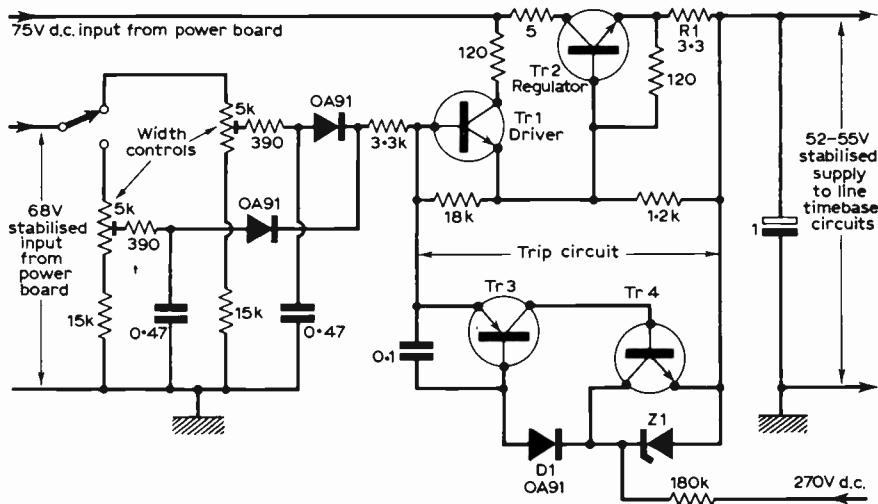 75V d.c. input from power board
5
R1
3·3
120
Tr2
Regulator
120
5k
OA91
Tr1
Driver
Width
controls
390
3·3k
52–55V
stabilised
supply
to line
timebase
circuits
68V
stabilised
input
from
power
board
5k
390
OA91
18k
1·2k
1
Trip circuit
Tr3
Tr4
15k
0·47
15k
0·47
0·1
D1
OA91
Z1
180k
270V d.c.